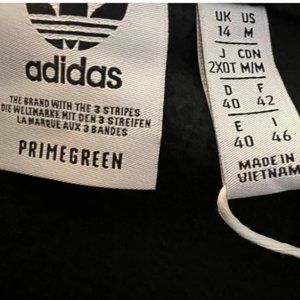 adidas
THE BRAND WITH THE 3 STRIPES
DIE WELTMARKE MIT DEN 3 STREIFEN
LA MARQUE AUX 3 BANDES
PRIMEGREEN
UK US
14 M
J CDN
2XOT M/M
D F
40 42
E I
40 46
MADE IN
VIETNAM